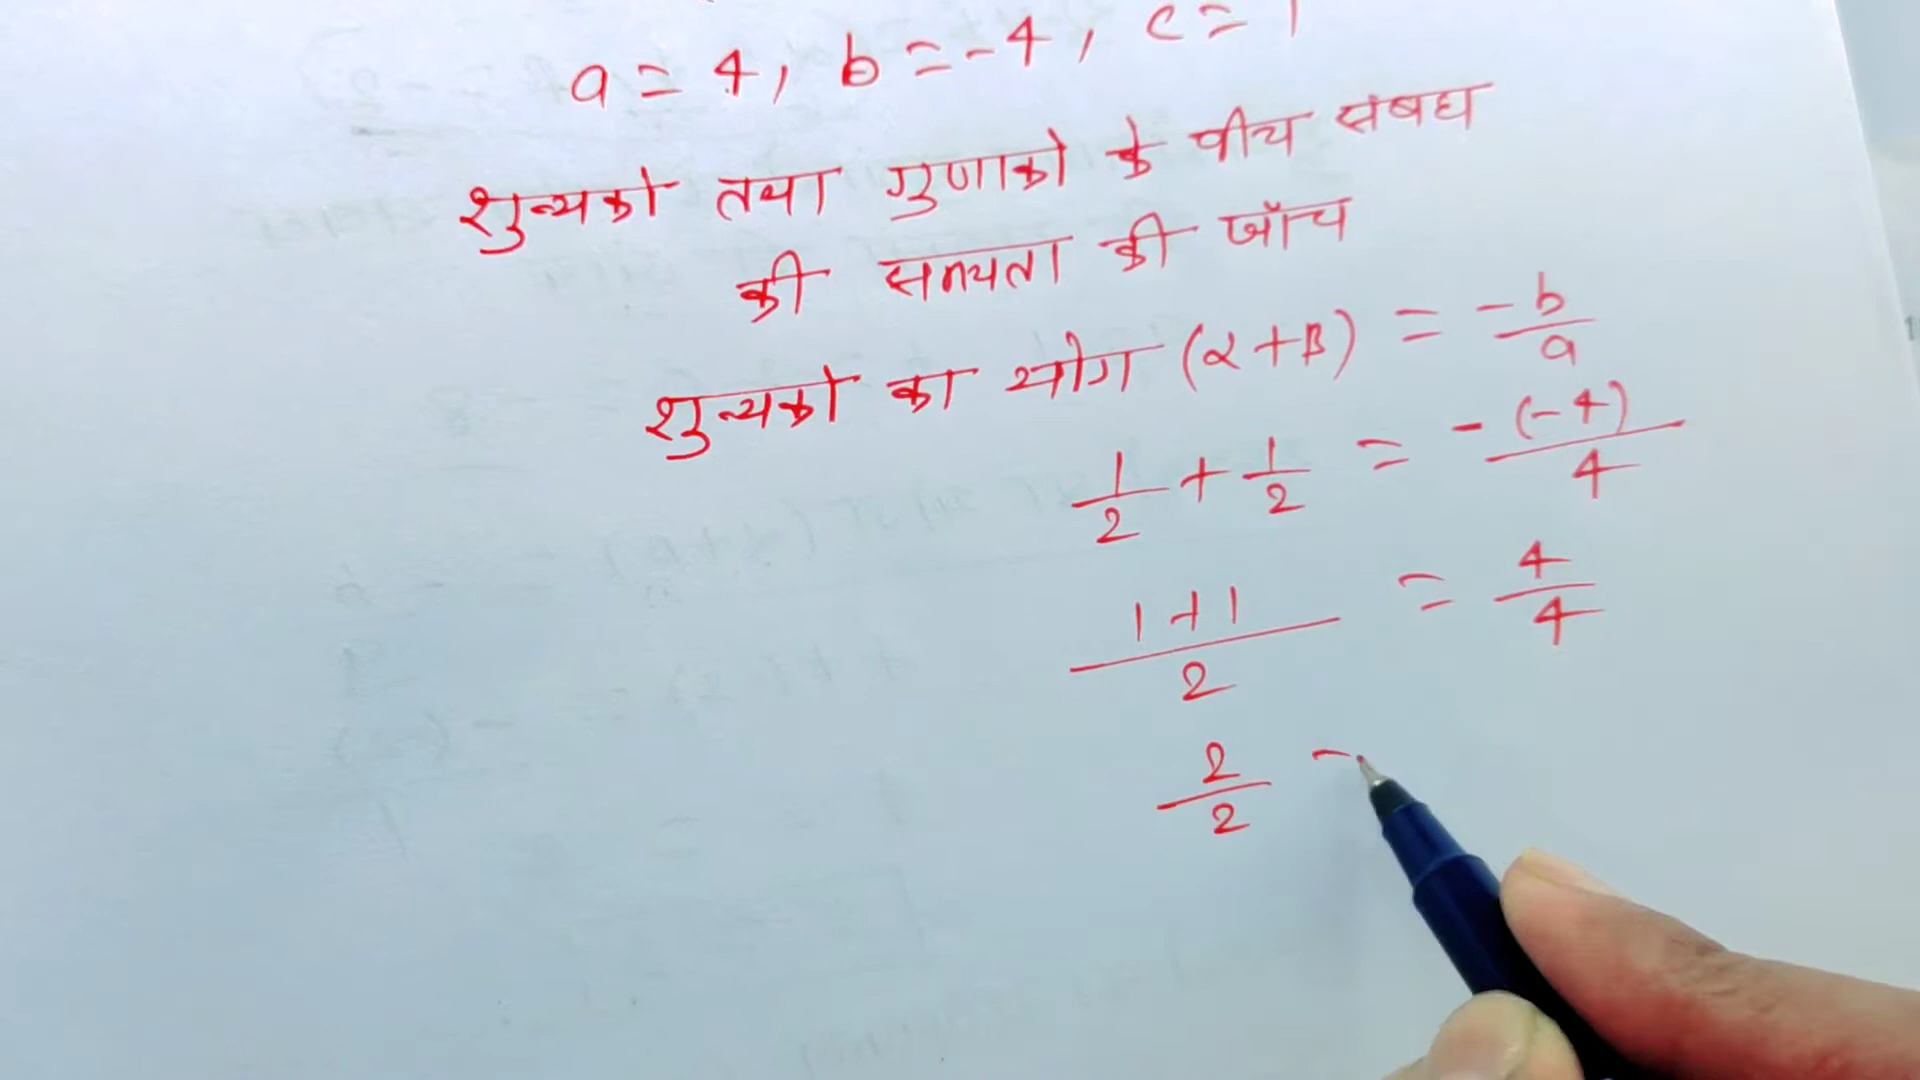 a = 4, b = -4, c = 1
शुन्यको तथा गुणाको के बीच संबध
की सत्यता की जाँच
शुन्यको का योग (α+β) = -b/a
1/2 + 1/2 = -(-4)/4
1+1/2 = 4/4
2/2 -